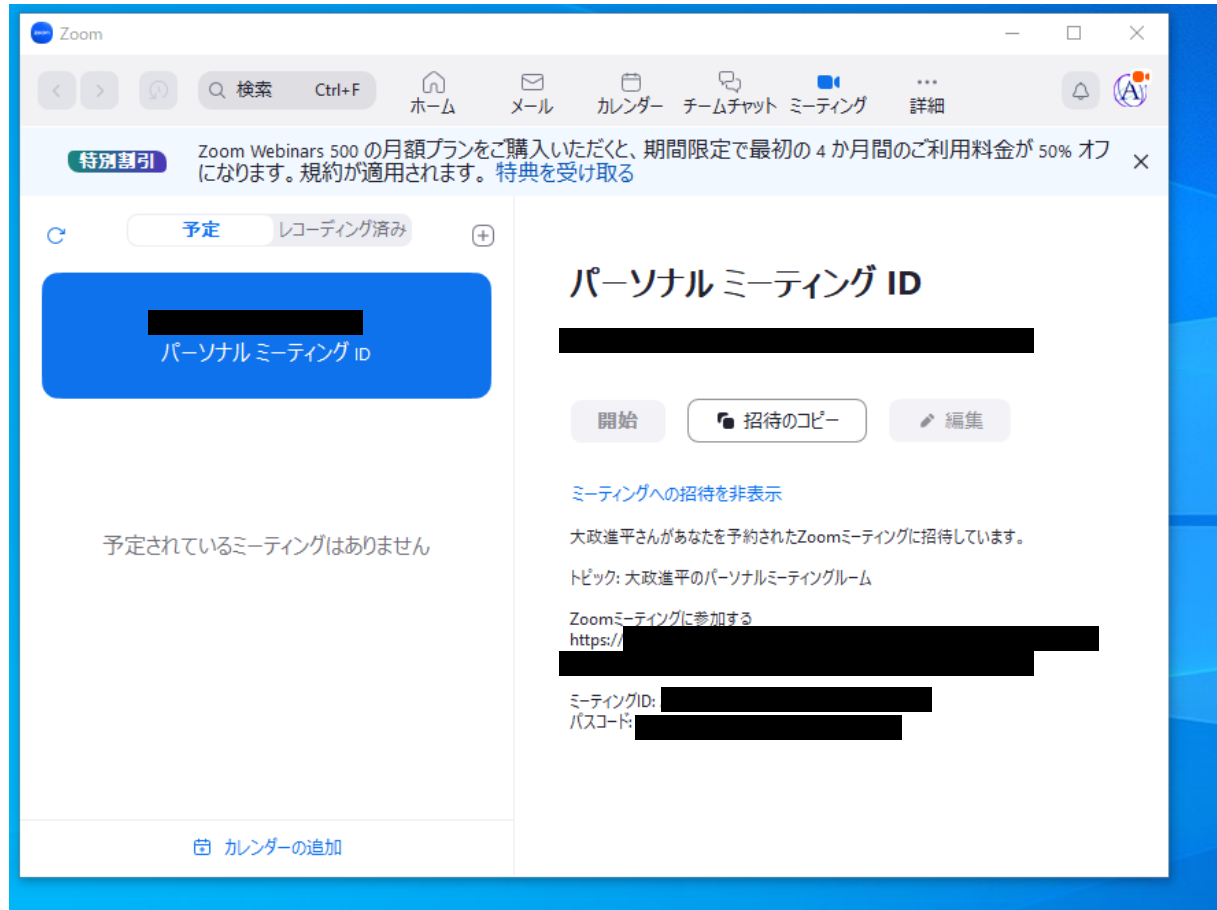 Zoom
検索 Ctrl+F
ホーム
メール
カレンダー
チームチャット
ミーティング
詳細
特別割引
Zoom Webinars 500 の月額プランをご購入いただくと、期間限定で最初の 4 か月間のご利用料金が 50% オフ
になります。規約が適用されます。 特典を受け取る
予定 レコーディング済み
パーソナル ミーティング ID
予定されているミーティングはありません
カレンダーの追加
パーソナル ミーティング ID
開始 招待のコピー 編集
ミーティングへの招待を非表示
大政進平さんがあなたを予約されたZoomミーティングに招待しています。
トピック: 大政進平のパーソナルミーティングルーム
Zoomミーティングに参加する
https://
ミーティングID:
パスコード: